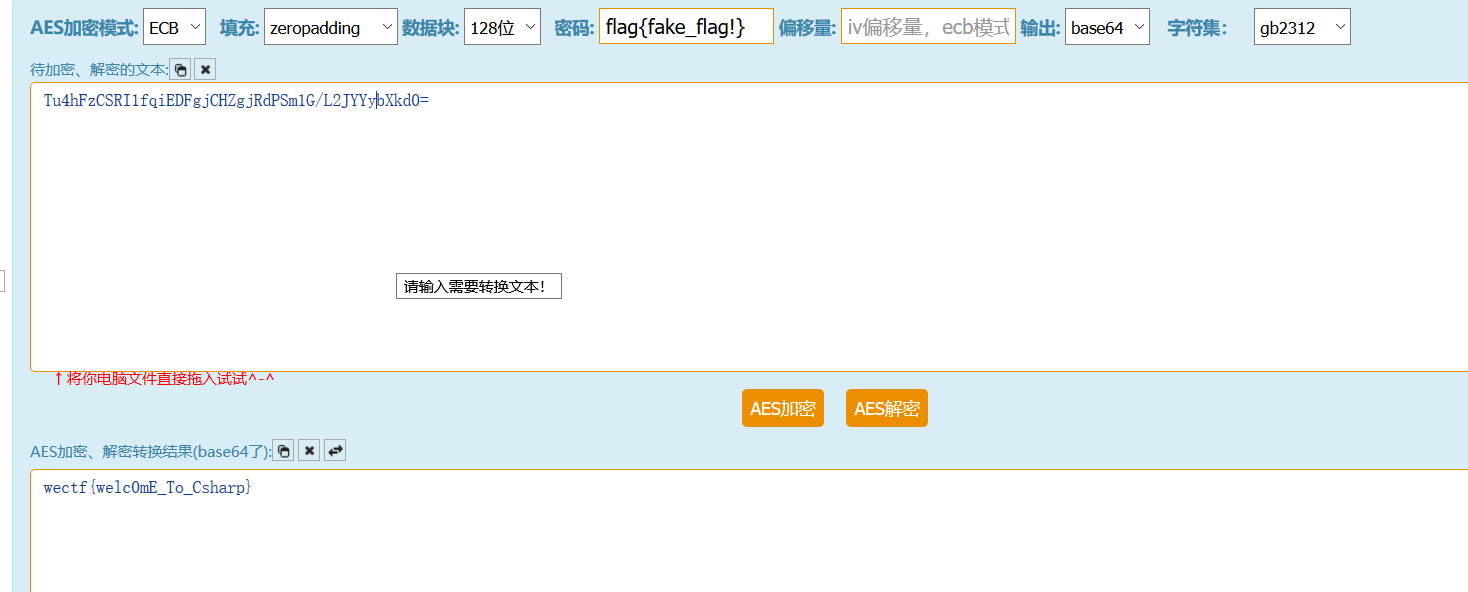 AES加密模式: ECB 填充: zeropadding 数据块: 128位 密码: flag{fake_flag!} 偏移量: iv偏移量，ecb模式 输出: base64 字符集： gb2312
待加密、解密的文本:
Tu4hFzCSRI1fqiEDFgjCHZgjRdPSm1G/L2JYYybXkd0=
请输入需要转换文本！
↑将你电脑文件直接拖入试试^-^
AES加密 AES解密
AES加密、解密转换结果(base64了):
wectf{welc0mE_To_Csharp}